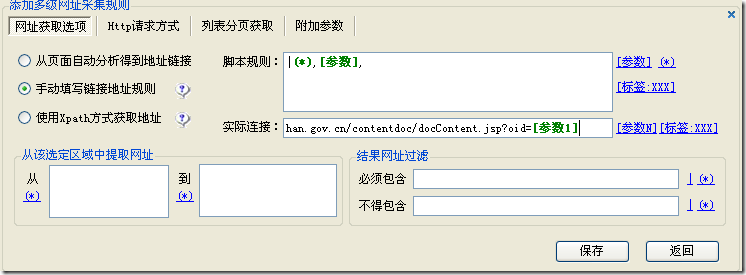 添加多级网址采集规则
网址获取选项 Http请求方式 列表分页获取 附加参数
从页面自动分析得到地址链接
手动填写链接地址规则
使用Xpath方式获取地址
脚本规则： |(*),[参数], [参数] (*)
[标签:XXX]
实际连接： han.gov.cn/contentdoc/docContent.jsp?oid=[参数1] [参数N] [标签:XXX]
从该选定区域中提取网址
从 (*) 到 (*)
结果网址过滤
必须包含 | (*)
不得包含 | (*)
保存 返回